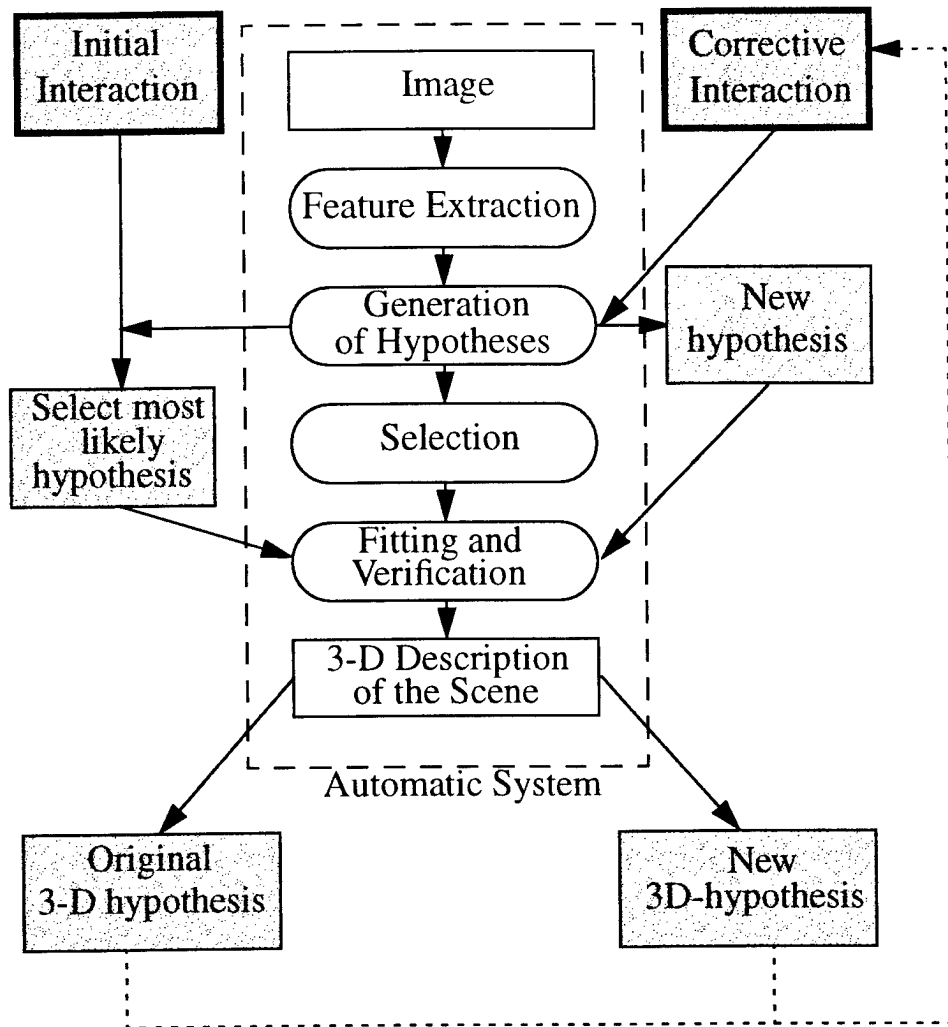 Initial
Interaction
Image
Corrective
Interaction
Feature Extraction
Generation
of Hypotheses
New
hypothesis
Select most
likely
hypothesis
Selection
Fitting and
Verification
3-D Description
of the Scene
Automatic System
Original
3-D hypothesis
New
3D-hypothesis